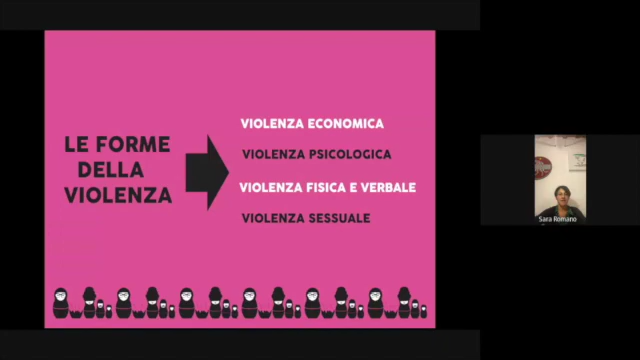 LE FORME
DELLA
VIOLENZA
VIOLENZA ECONOMICA
VIOLENZA PSICOLOGICA
VIOLENZA FISICA E VERBALE
VIOLENZA SESSUALE
Sara Romano